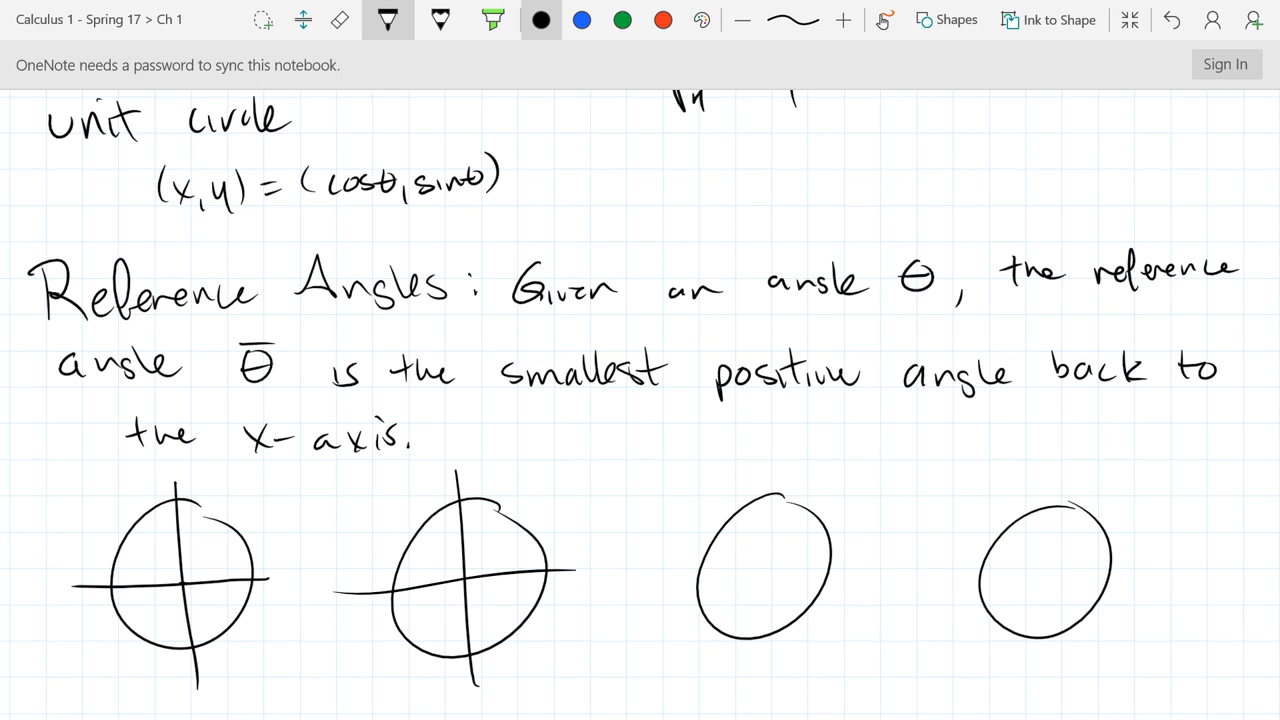 Calculus 1 - Spring 17 > Ch 1
Shapes
Ink to Shape
OneNote needs a password to sync this notebook.
Sign In
unit circle
(x,y) = (cosθ, sinθ)
Reference Angles: Given an angle θ, the reference
angle θ̅ is the smallest positive angle back to
the x-axis.